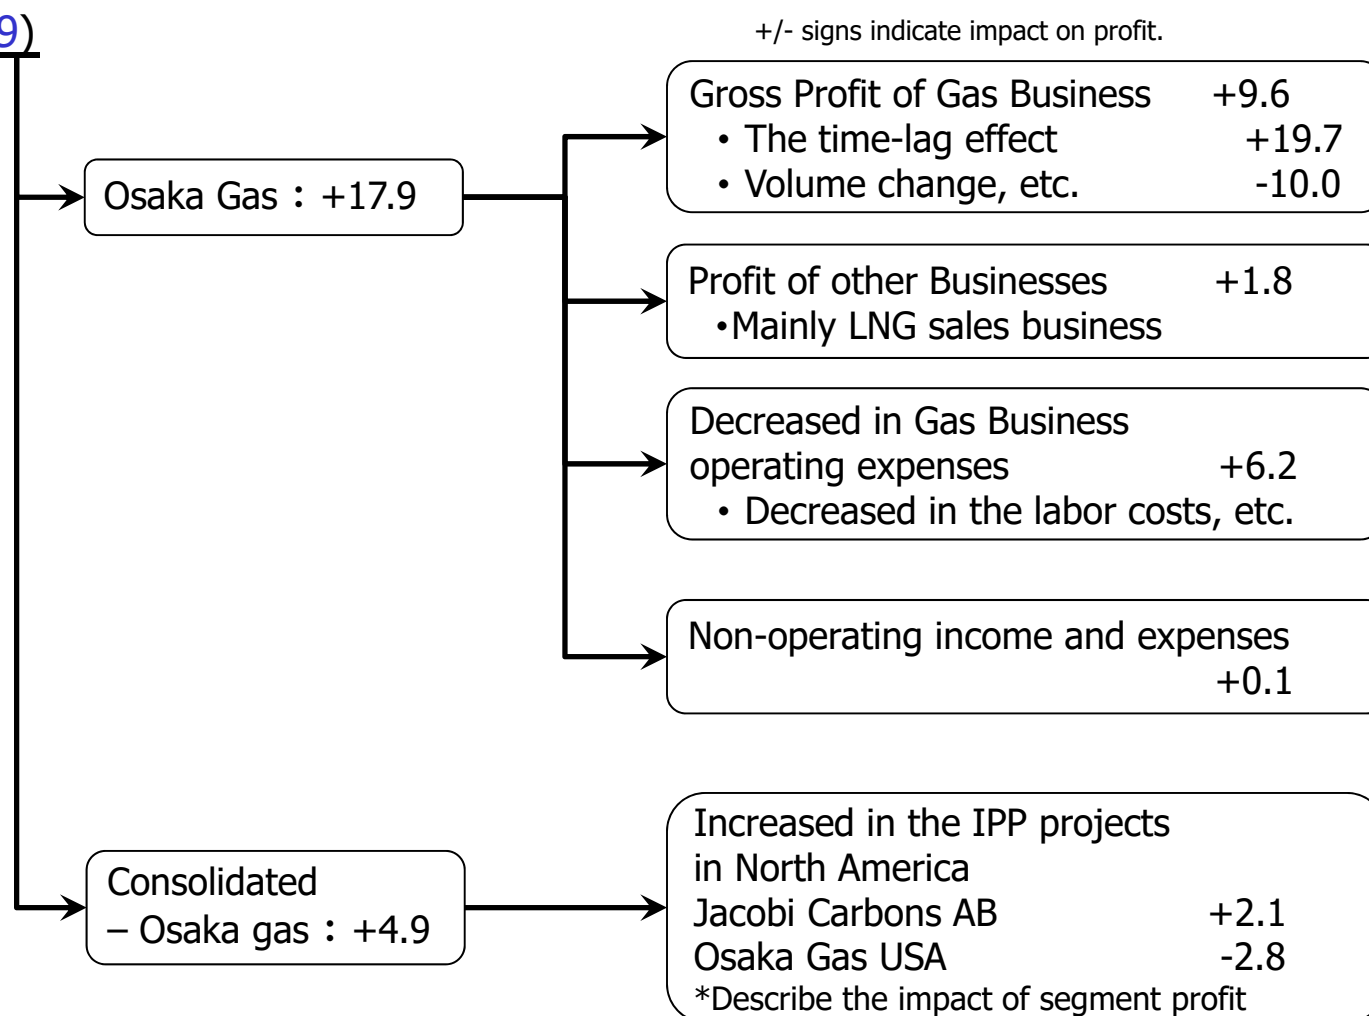 9)
+/- signs indicate impact on profit.
Gross Profit of Gas Business +9.6
・The time-lag effect +19.7
・Volume change, etc. -10.0
Osaka Gas：+17.9
Profit of other Businesses +1.8
・Mainly LNG sales business
Decreased in Gas Business
operating expenses +6.2
・Decreased in the labor costs, etc.
Non-operating income and expenses
+0.1
Consolidated
– Osaka gas：+4.9
Increased in the IPP projects
in North America
Jacobi Carbons AB +2.1
Osaka Gas USA -2.8
*Describe the impact of segment profit